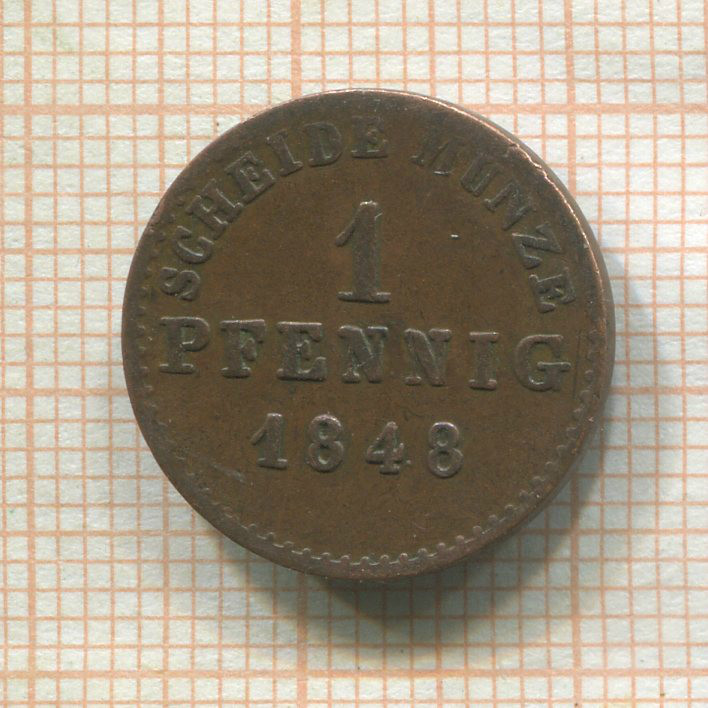 SCHEIDE MÜNZE
1
PFENNIG
1848